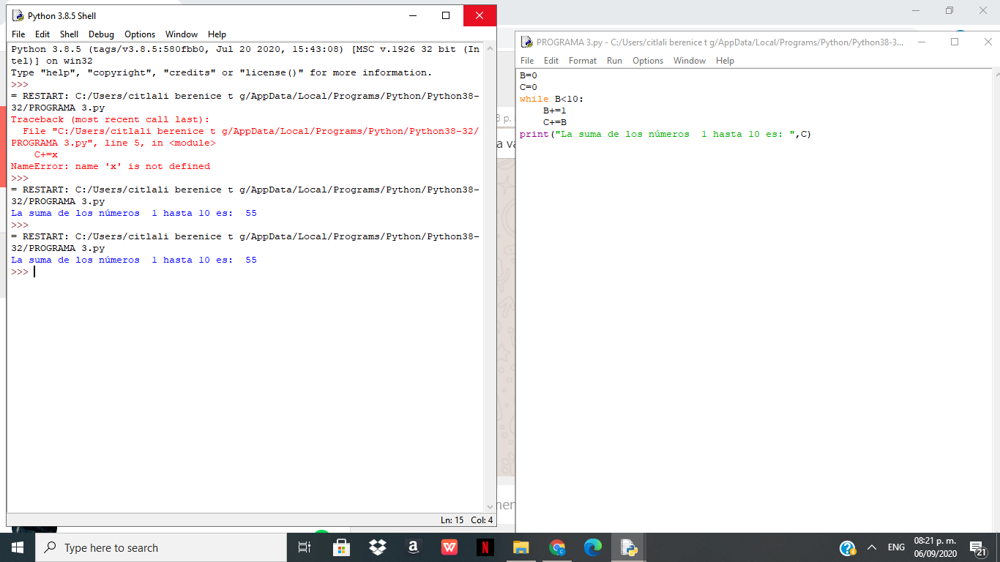 Python 3.8.5 Shell
File Edit Shell Debug Options Window Help
Python 3.8.5 (tags/v3.8.5:580fbb0, Jul 20 2020, 15:43:08) [MSC v.1926 32 bit (In
tel)] on win32
Type "help", "copyright", "credits" or "license()" for more information.
>>>
= RESTART: C:/Users/citlali berenice t g/AppData/Local/Programs/Python/Python38-
32/PROGRAMA 3.py
Traceback (most recent call last):
  File "C:/Users/citlali berenice t g/AppData/Local/Programs/Python/Python38-32/
PROGRAMA 3.py", line 5, in <module>
    C+=x
NameError: name 'x' is not defined
>>>
= RESTART: C:/Users/citlali berenice t g/AppData/Local/Programs/Python/Python38-
32/PROGRAMA 3.py
La suma de los números  1 hasta 10 es:  55
>>>
= RESTART: C:/Users/citlali berenice t g/AppData/Local/Programs/Python/Python38-
32/PROGRAMA 3.py
La suma de los números  1 hasta 10 es:  55
>>>
Ln: 15 Col: 4
PROGRAMA 3.py - C:/Users/citlali berenice t g/AppData/Local/Programs/Python/Python38-3...
File Edit Format Run Options Window Help
B=0
C=0
while B<10:
    B+=1
    C+=B
print("La suma de los números  1 hasta 10 es: ",C)
Type here to search
a
W
N
ENG
08:21 p. m.
06/09/2020
21